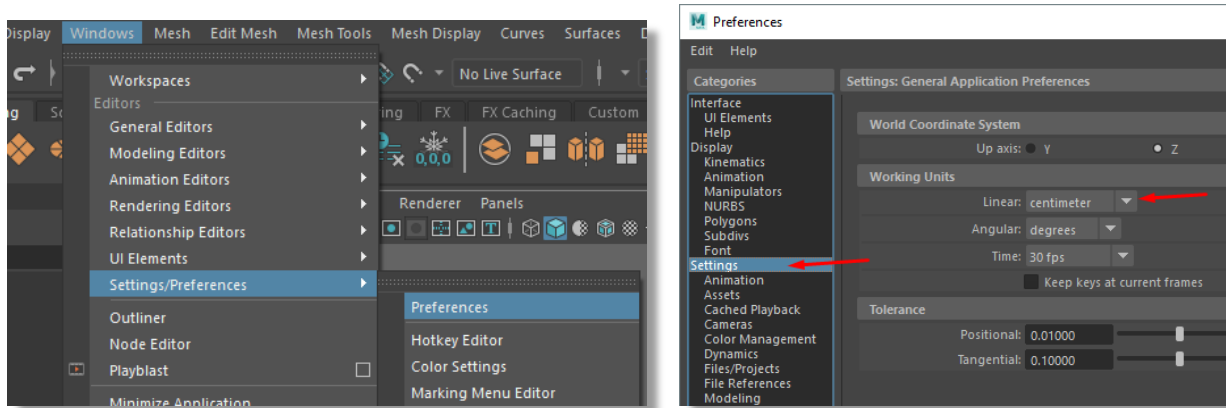 Display Windows Mesh Edit Mesh Mesh Tools Mesh Display Curves Surfaces
No Live Surface
Workspaces
Editors
FX FX Caching Custom
General Editors
Modeling Editors
0,0,0
Animation Editors
Rendering Editors
Renderer Panels
Relationship Editors
UI Elements
Settings/Preferences
Preferences
Outliner
Hotkey Editor
Node Editor
Color Settings
Playblast
Marking Menu Editor
Minimize Application
M Preferences
Edit Help
Categories
Interface
UI Elements
Help
Display
Kinematics
Animation
Manipulators
NURBS
Polygons
Subdivs
Font
Settings
Animation
Assets
Cached Playback
Cameras
Color Management
Dynamics
Files/Projects
File References
Modeling
Settings: General Application Preferences
World Coordinate System
Up axis: Y Z
Working Units
Linear: centimeter
Angular: degrees
Time: 30 fps
Keep keys at current frames
Tolerance
Positional: 0.01000
Tangential: 0.10000